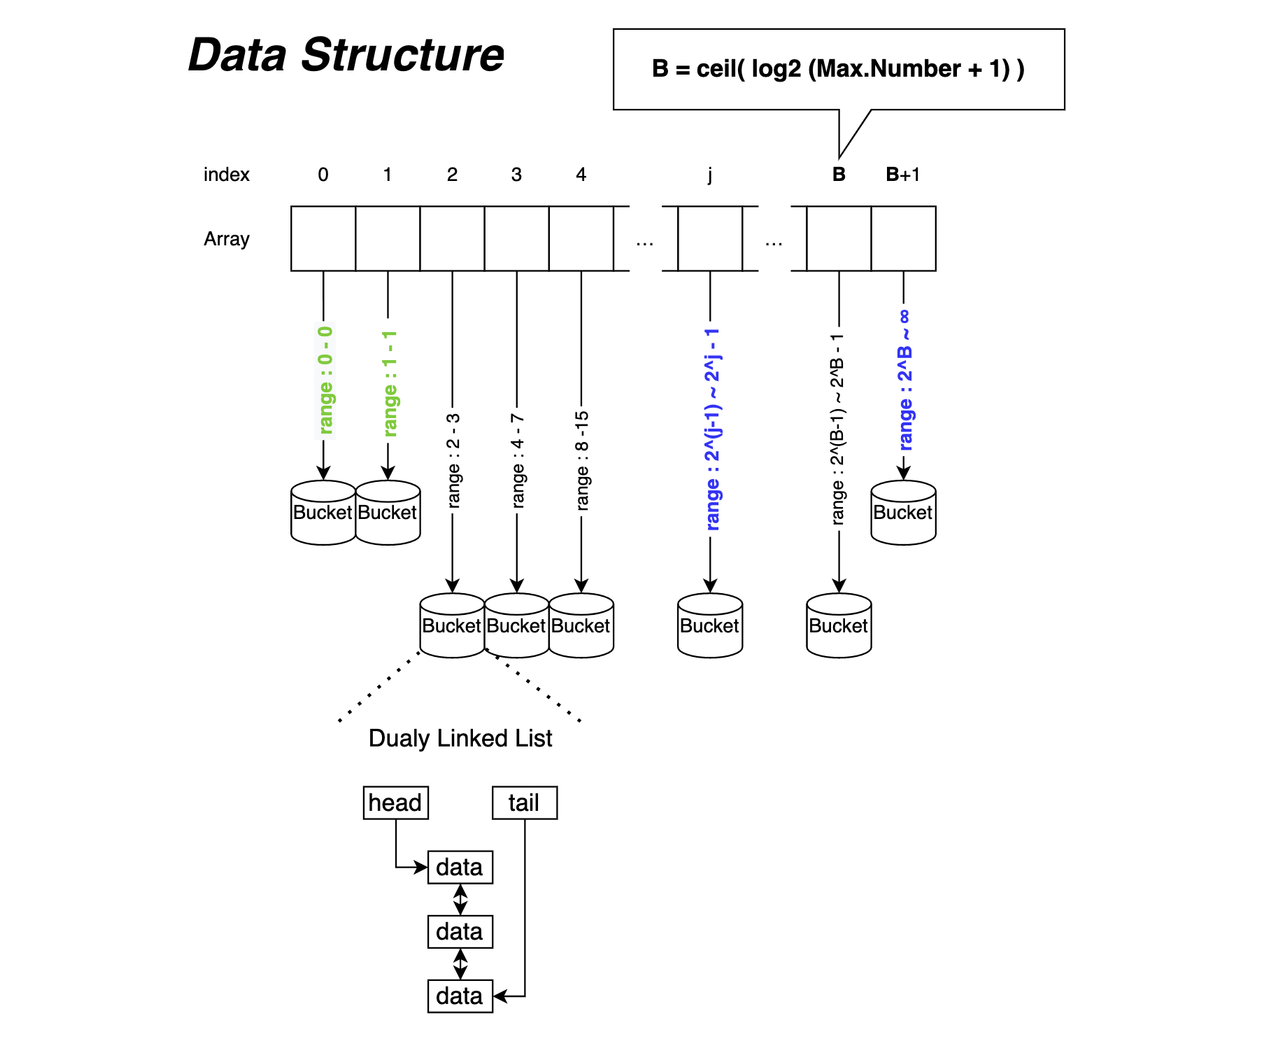 Data Structure
B = ceil( log2 (Max.Number + 1) )
index 0 1 2 3 4 j B B+1
Array ... ...
range : 0 - 0
range : 1 - 1
range : 2 - 3
range : 4 - 7
range : 8 -15
range : 2^(j-1) ~ 2^j - 1
range : 2^(B-1) ~ 2^B - 1
range : 2^B ~ ∞
Bucket Bucket Bucket
Bucket Bucket Bucket Bucket Bucket
Dualy Linked List
head tail
data
data
data